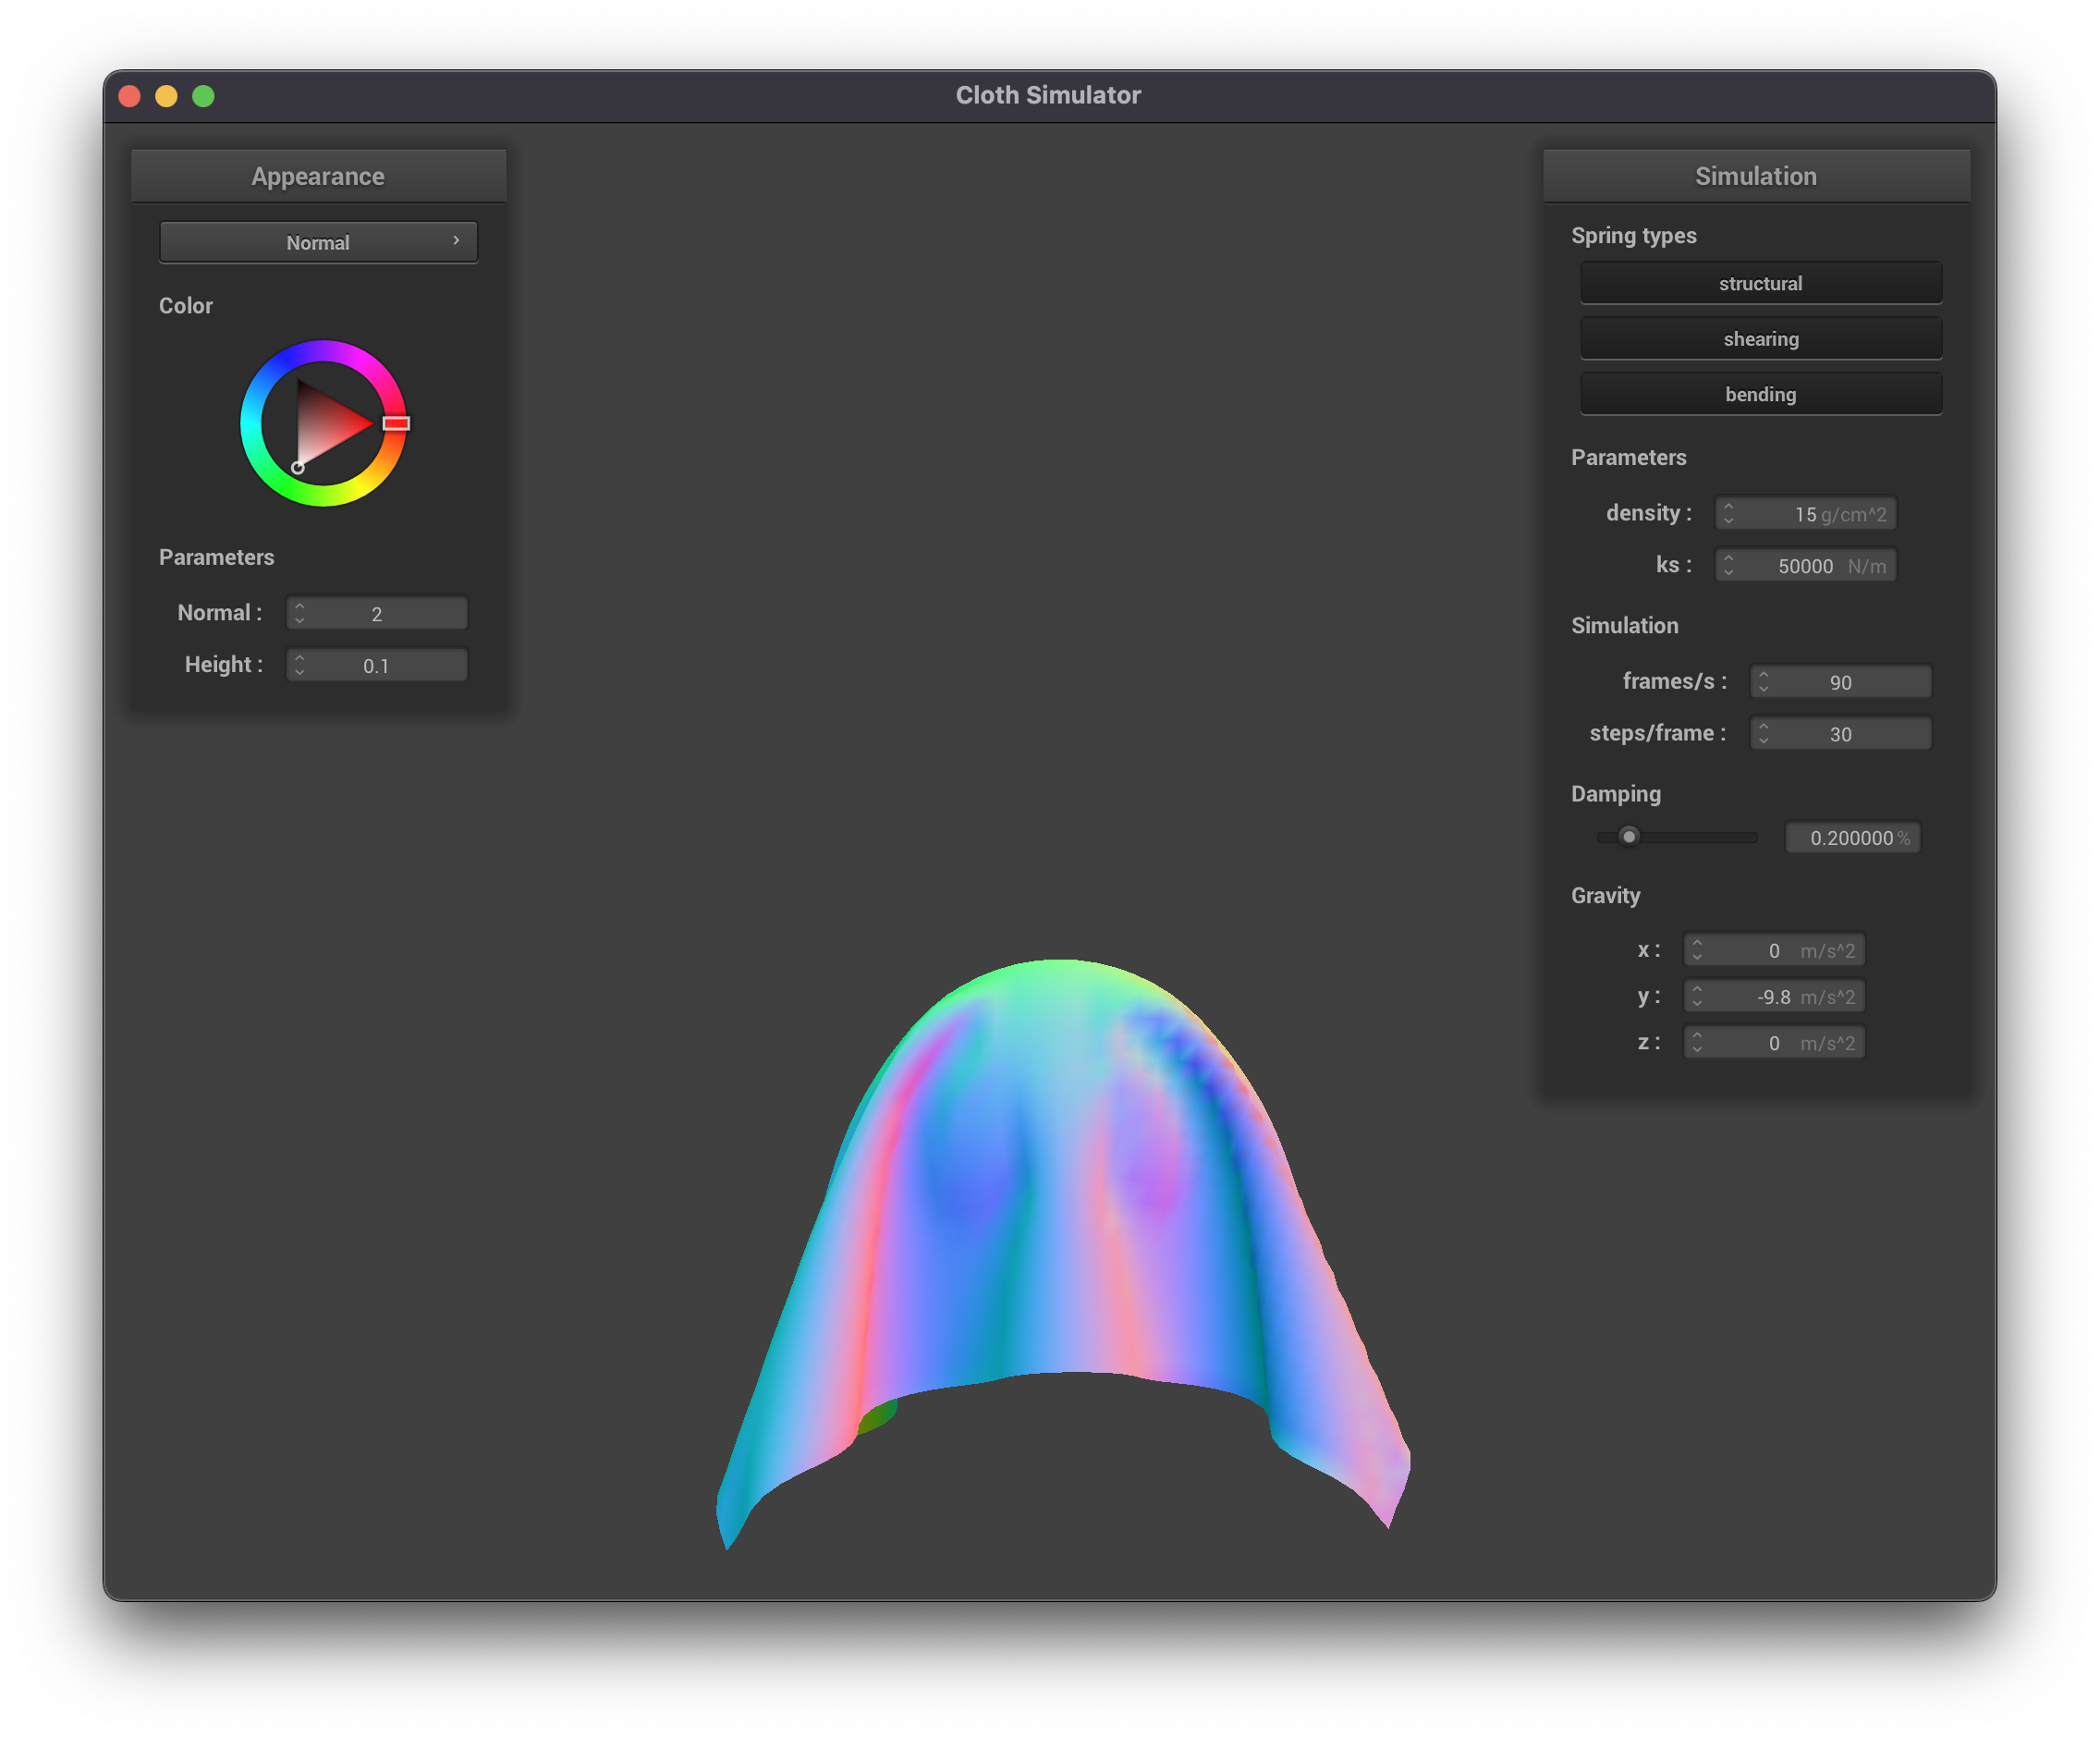 Cloth Simulator
Appearance
Normal
Color
Parameters
Normal : 2
Height : 0.1
Simulation
Spring types
structural
shearing
bending
Parameters
density : 15 g/cm^2
ks : 50000 N/m
Simulation
frames/s : 90
steps/frame : 30
Damping
0.200000 %
Gravity
x : 0 m/s^2
y : -9.8 m/s^2
z : 0 m/s^2